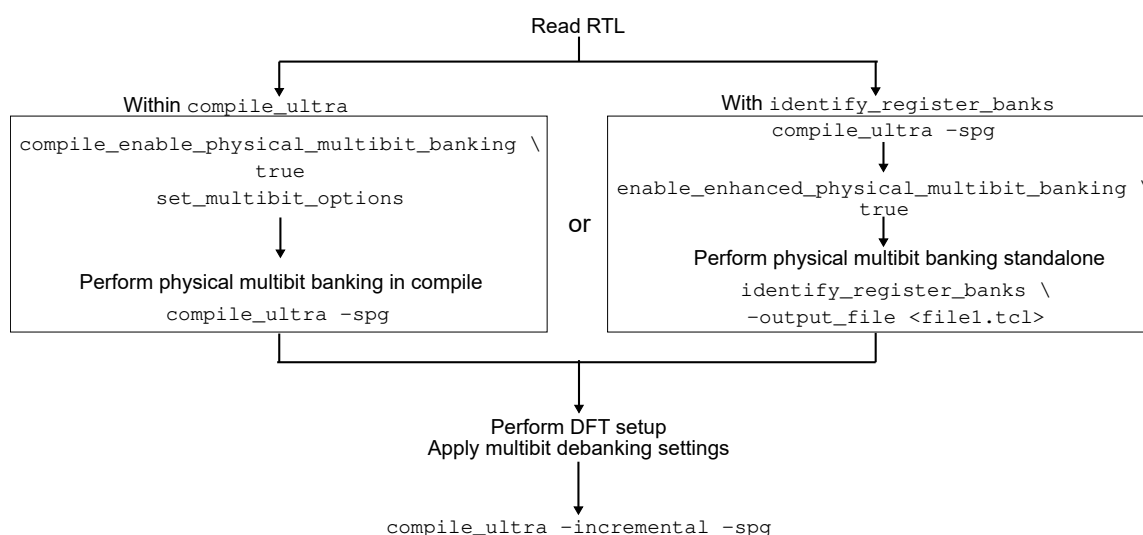 Read RTL
Within compile_ultra
compile_enable_physical_multibit_banking \
true
set_multibit_options
Perform physical multibit banking in compile
compile_ultra -spg
or
With identify_register_banks
compile_ultra -spg
enable_enhanced_physical_multibit_banking \
true
Perform physical multibit banking standalone
identify_register_banks \
-output_file <file1.tcl>
Perform DFT setup
Apply multibit debanking settings
compile_ultra -incremental -spg